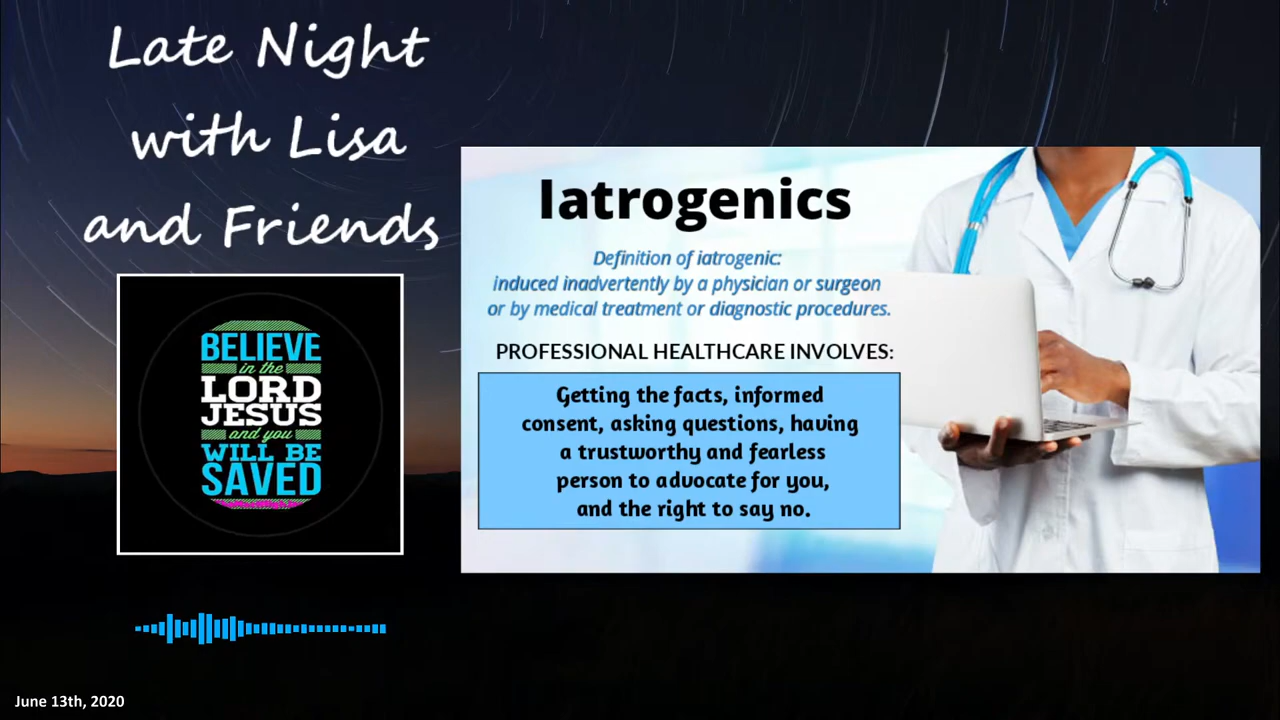 Late Night
with Lisa
and Friends
BELIEVE
in the
LORD
JESUS
and you
WILL BE
SAVED
Iatrogenics
Definition of iatrogenic:
induced inadvertently by a physician or surgeon
or by medical treatment or diagnostic procedures.
PROFESSIONAL HEALTHCARE INVOLVES:
Getting the facts, informed
consent, asking questions, having
a trustworthy and fearless
person to advocate for you,
and the right to say no.
June 13th, 2020